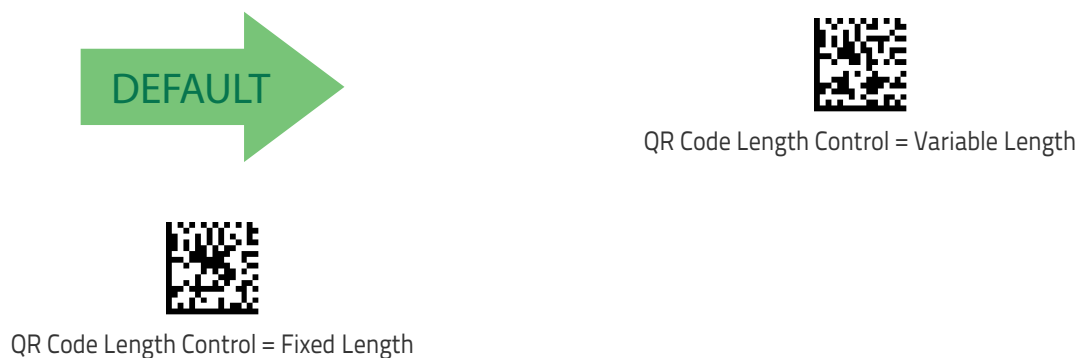 DEFAULT
QR Code Length Control = Variable Length
QR Code Length Control = Fixed Length